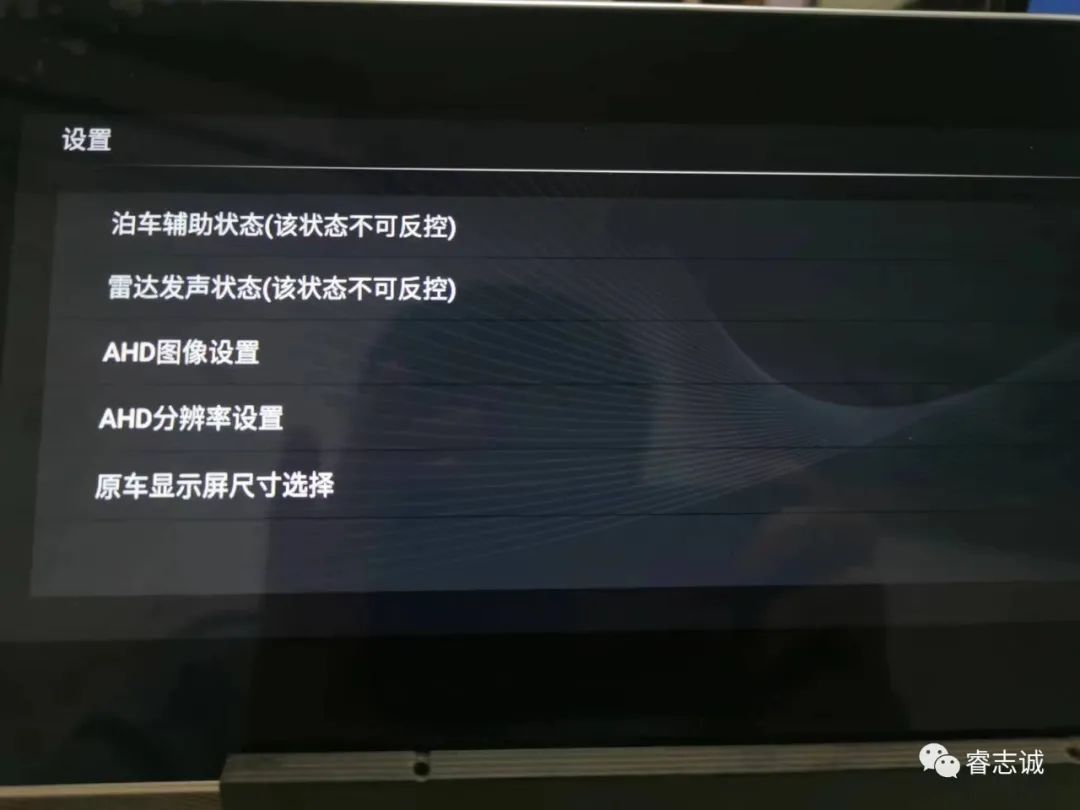 设置
泊车辅助状态(该状态不可反控)
雷达发声状态(该状态不可反控)
AHD图像设置
AHD分辨率设置
原车显示屏尺寸选择
睿志诚